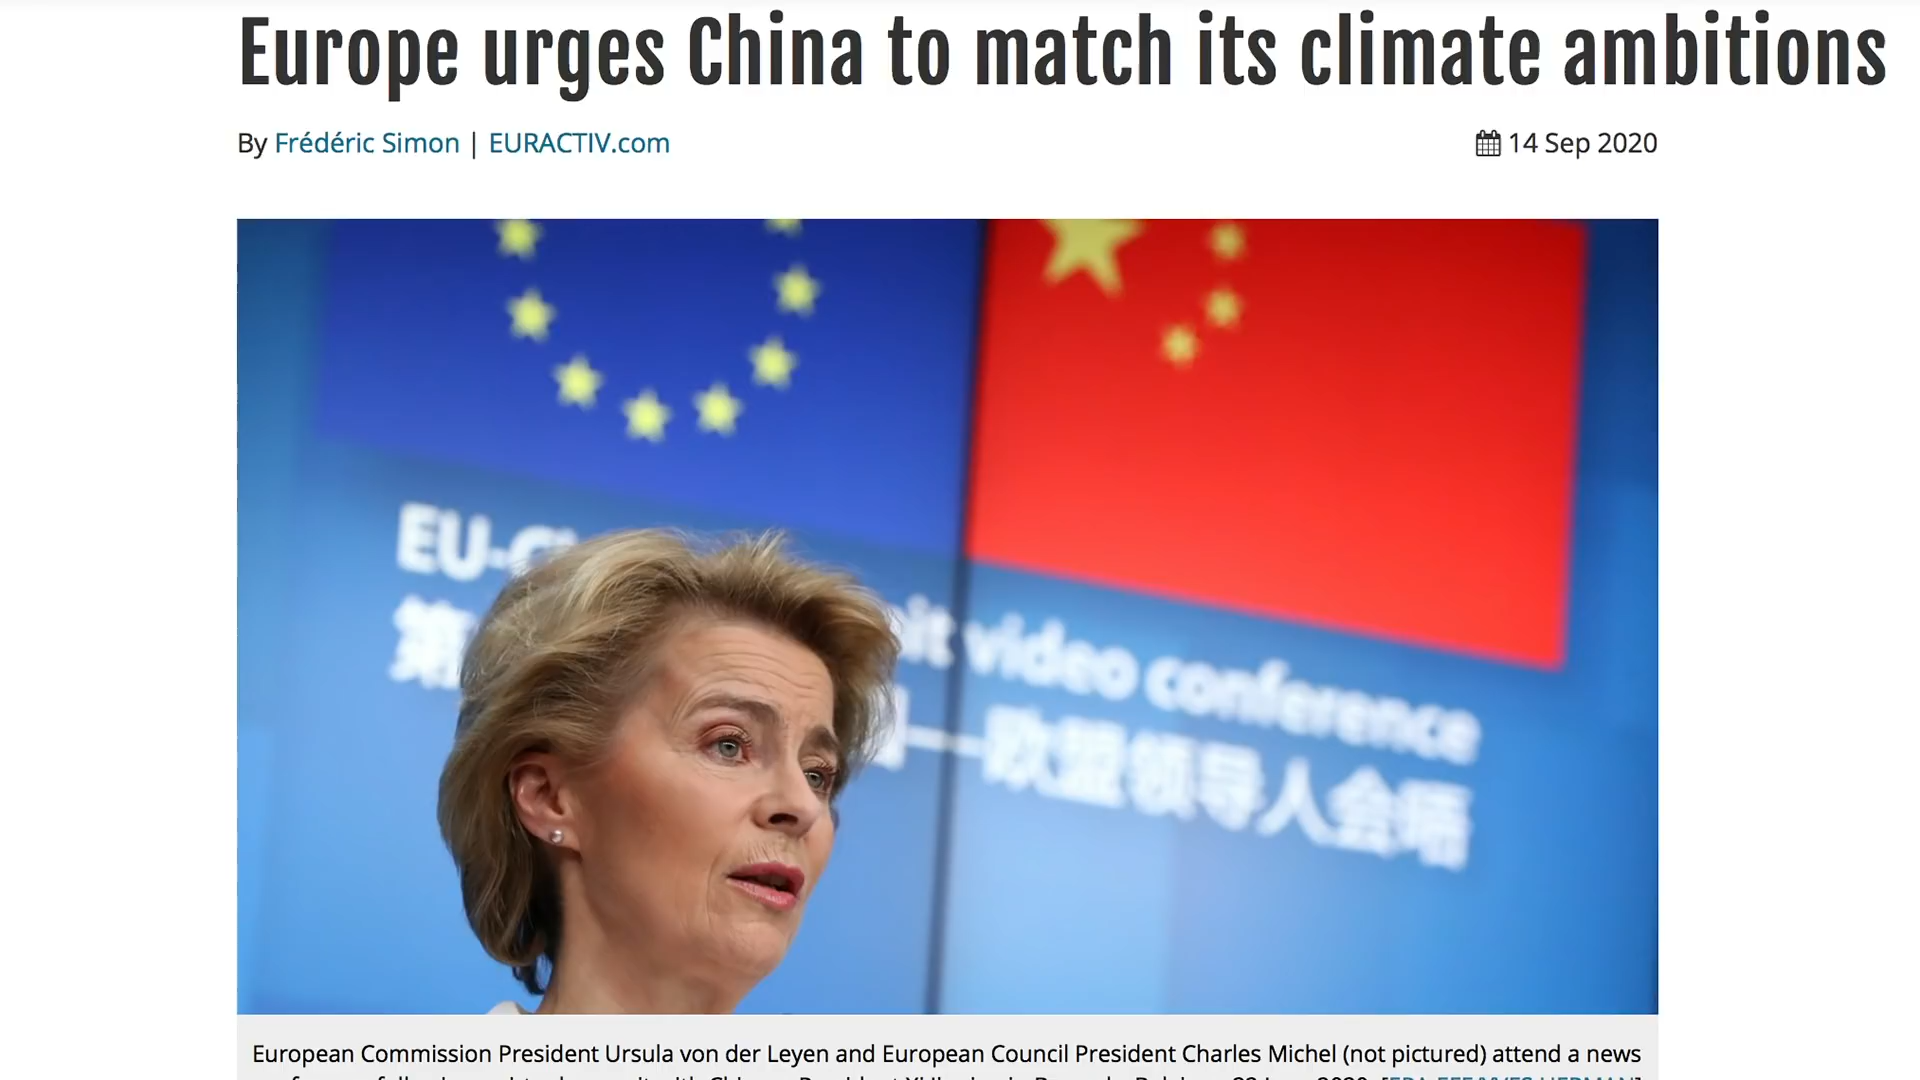 Europe urges China to match its climate ambitions
By Frédéric Simon | EURACTIV.com
14 Sep 2020
EU-
video conference
第
欧盟领导人会晤
European Commission President Ursula von der Leyen and European Council President Charles Michel (not pictured) attend a news